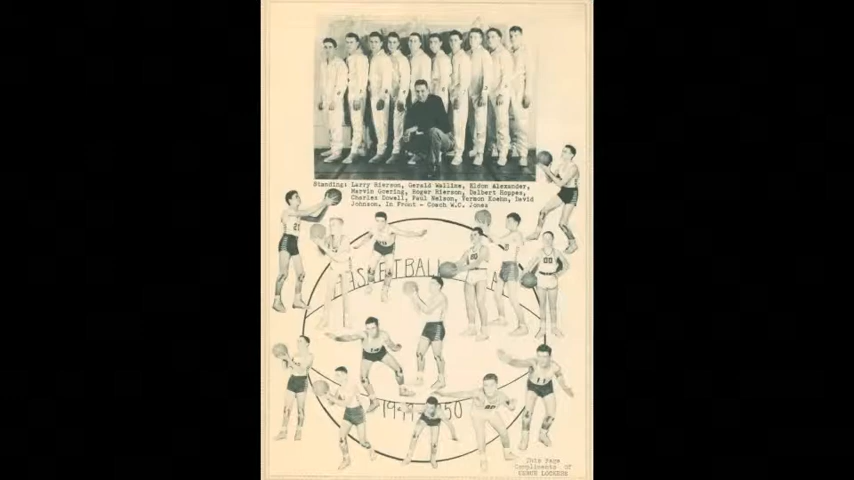 Standing: Larry Rierson, Gerald Walline, Eldon Alexander,
Marvin Goering, Roger Rierson, Delbert Hoppes,
Charles Dowell, Paul Nelson, Vernon Koehn, David
Johnson. In Front - Coach W.C. Jones
BASKETBALL
50
This Page
Compliments of
LOCKERS